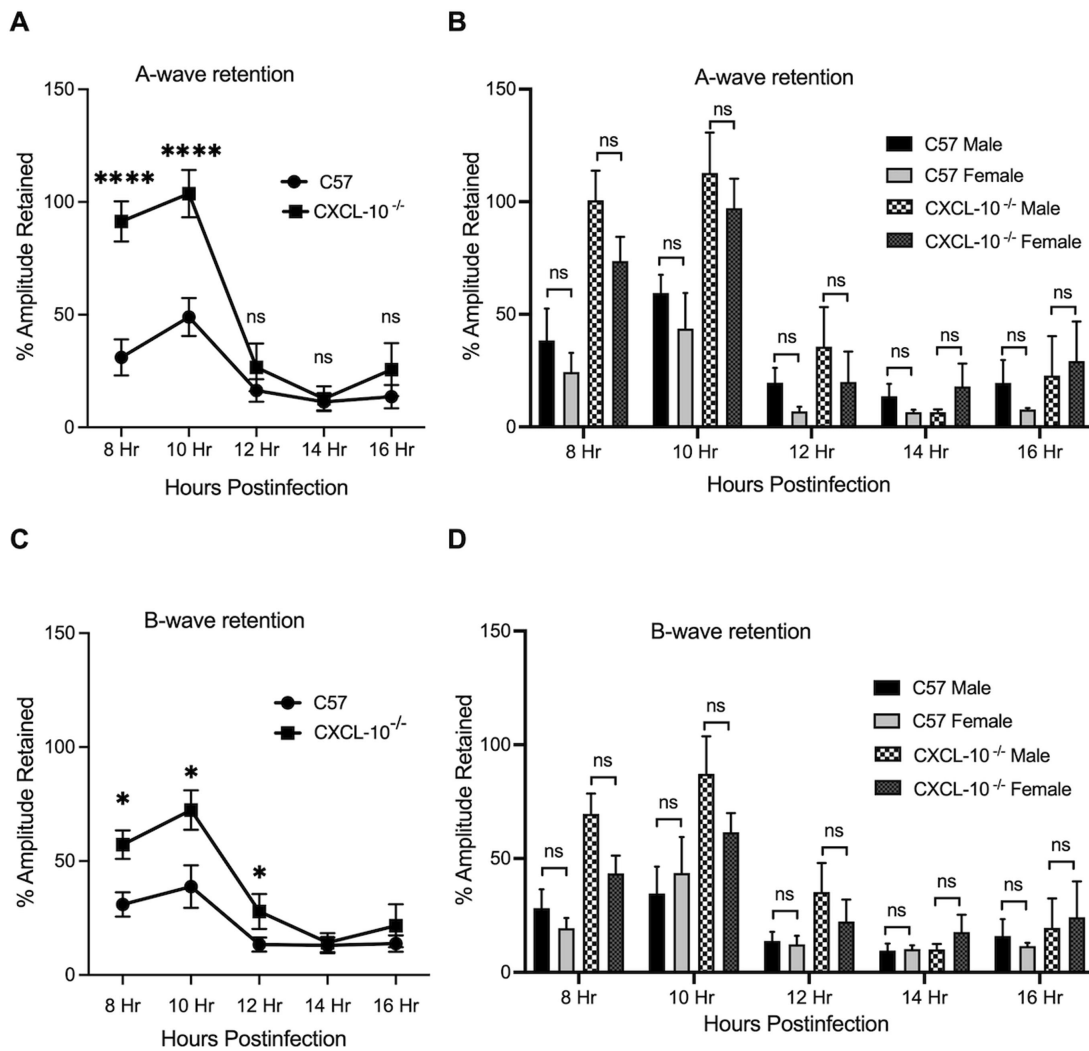 A
A-wave retention
150
100
50
0
% Amplitude Retained
****
****
ns
ns
ns
C57
CXCL-10 -/-
8 Hr 10 Hr 12 Hr 14 Hr 16 Hr
Hours Postinfection
B
A-wave retention
150
100
50
0
% Amplitude Retained
ns
ns
ns
ns
ns
ns
ns
ns
ns
ns
C57 Male
C57 Female
CXCL-10 -/- Male
CXCL-10 -/- Female
8 Hr 10 Hr 12 Hr 14 Hr 16 Hr
Hours Postinfection
C
B-wave retention
150
100
50
0
% Amplitude Retained
*
*
*
C57
CXCL-10-/-
8 Hr 10 Hr 12 Hr 14 Hr 16 Hr
Hours Postinfection
D
B-wave retention
150
100
50
0
% Amplitude Retained
ns
ns
ns
ns
ns
ns
ns
ns
ns
ns
C57 Male
C57 Female
CXCL-10 -/- Male
CXCL-10 -/- Female
8 Hr 10 Hr 12 Hr 14 Hr 16 Hr
Hours Postinfection